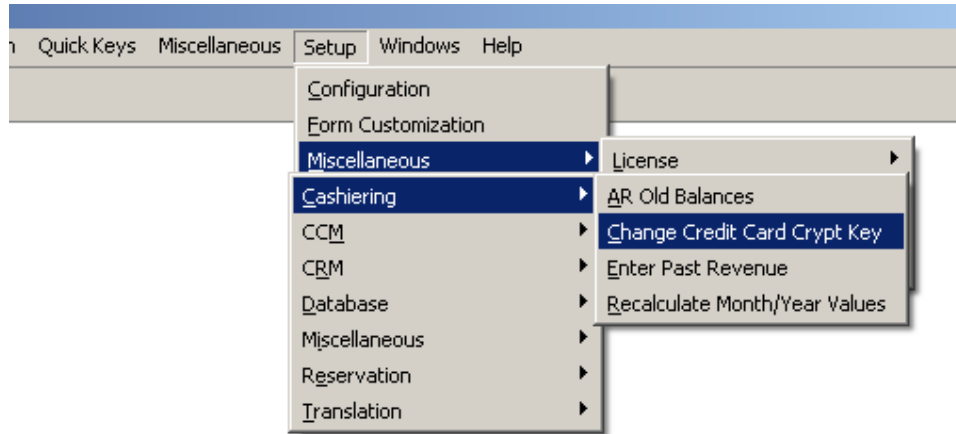 Quick Keys Miscellaneous Setup Windows Help
Configuration
Form Customization
Miscellaneous
License
Cashiering
AR Old Balances
CCM
Change Credit Card Crypt Key
CRM
Enter Past Revenue
Database
Recalculate Month/Year Values
Miscellaneous
Reservation
Translation